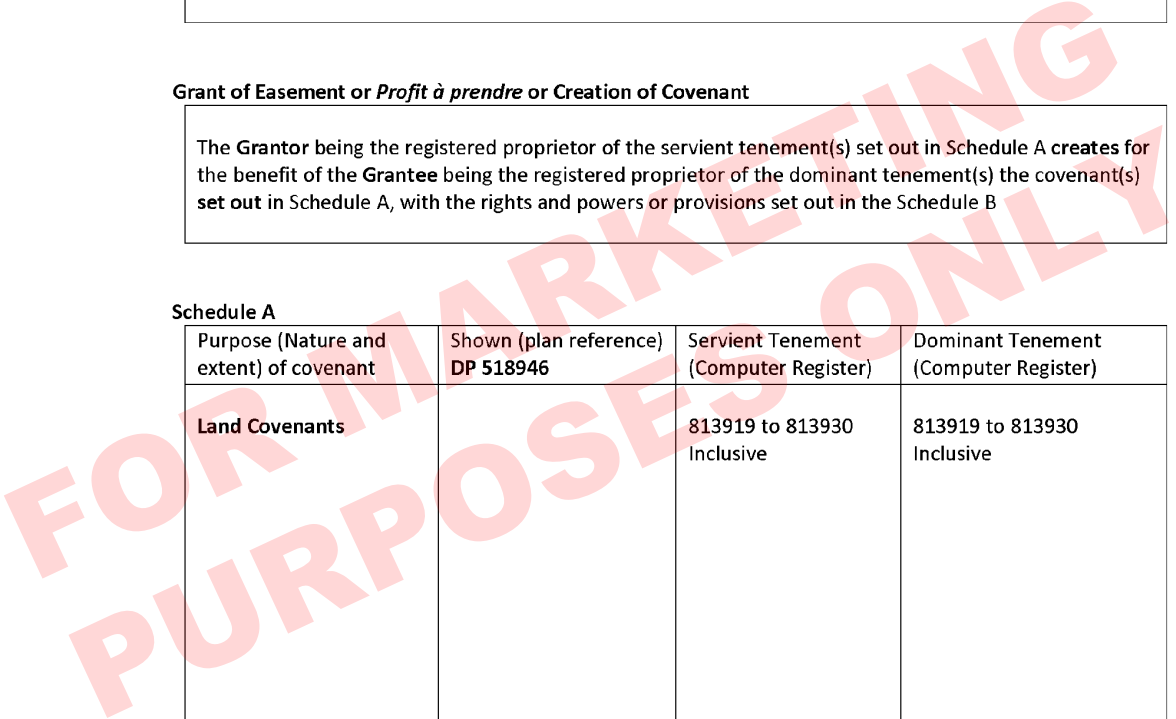 Grant of Easement or Profit à prendre or Creation of Covenant
The Grantor being the registered proprietor of the servient tenement(s) set out in Schedule A creates for
the benefit of the Grantee being the registered proprietor of the dominant tenement(s) the covenant(s)
set out in Schedule A, with the rights and powers or provisions set out in the Schedule B
Schedule A
Purpose (Nature and extent) of covenant
Shown (plan reference)
DP 518946
Servient Tenement
(Computer Register)
Dominant Tenement
(Computer Register)
Land Covenants
813919 to 813930
Inclusive
813919 to 813930
Inclusive
FOR MARKETING
PURPOSES ONLY